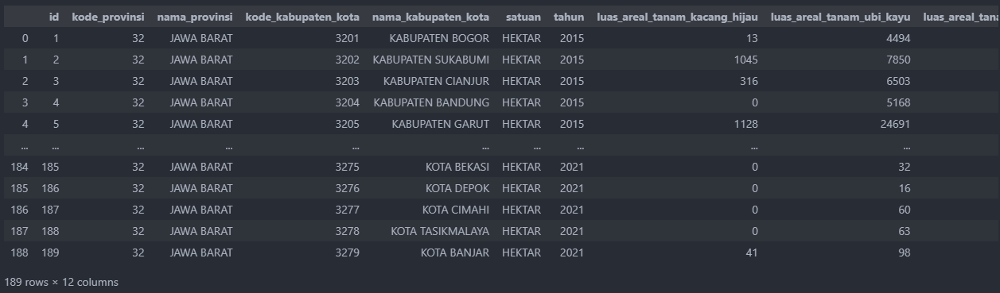 id kode_provinsi nama_provinsi kode_kabupaten_kota nama_kabupaten_kota satuan tahun luas_areal_tanam_kacang_hijau luas_areal_tanam_ubi_kayu luas_areal_tana
0 1 32 JAWA BARAT 3201 KABUPATEN BOGOR HEKTAR 2015 13 4494
1 2 32 JAWA BARAT 3202 KABUPATEN SUKABUMI HEKTAR 2015 1045 7850
2 3 32 JAWA BARAT 3203 KABUPATEN CIANJUR HEKTAR 2015 316 6503
3 4 32 JAWA BARAT 3204 KABUPATEN BANDUNG HEKTAR 2015 0 5168
4 5 32 JAWA BARAT 3205 KABUPATEN GARUT HEKTAR 2015 1128 24691
... ... ... ... ... ... ... ... ... ...
184 185 32 JAWA BARAT 3275 KOTA BEKASI HEKTAR 2021 0 32
185 186 32 JAWA BARAT 3276 KOTA DEPOK HEKTAR 2021 0 16
186 187 32 JAWA BARAT 3277 KOTA CIMAHI HEKTAR 2021 0 60
187 188 32 JAWA BARAT 3278 KOTA TASIKMALAYA HEKTAR 2021 0 63
188 189 32 JAWA BARAT 3279 KOTA BANJAR HEKTAR 2021 41 98
189 rows × 12 columns